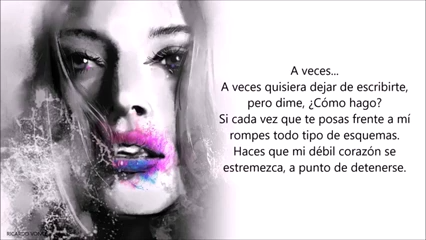 A veces...
A veces quisiera dejar de escribirte,
pero dime, ¿Cómo hago?
Si cada vez que te posas frente a mí
rompes todo tipo de esquemas.
Haces que mi débil corazón se
estremezca, a punto de detenerse.
RICARDO